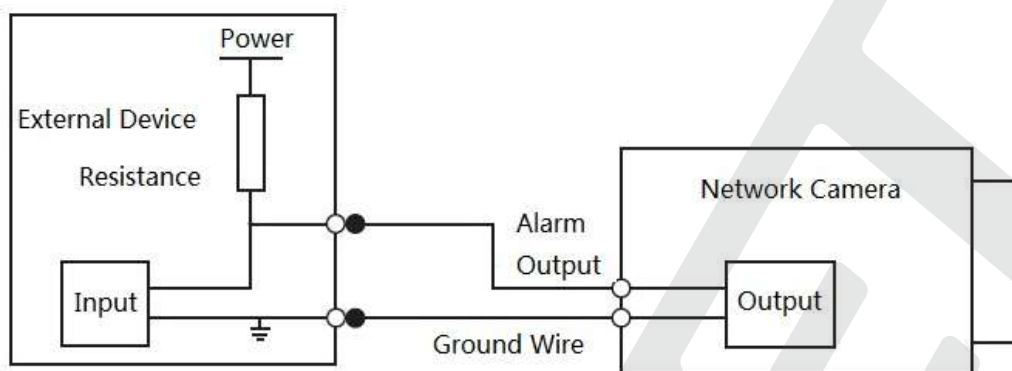 Power
External Device
Resistance
Network Camera
Alarm
Output
Input
Output
Ground Wire